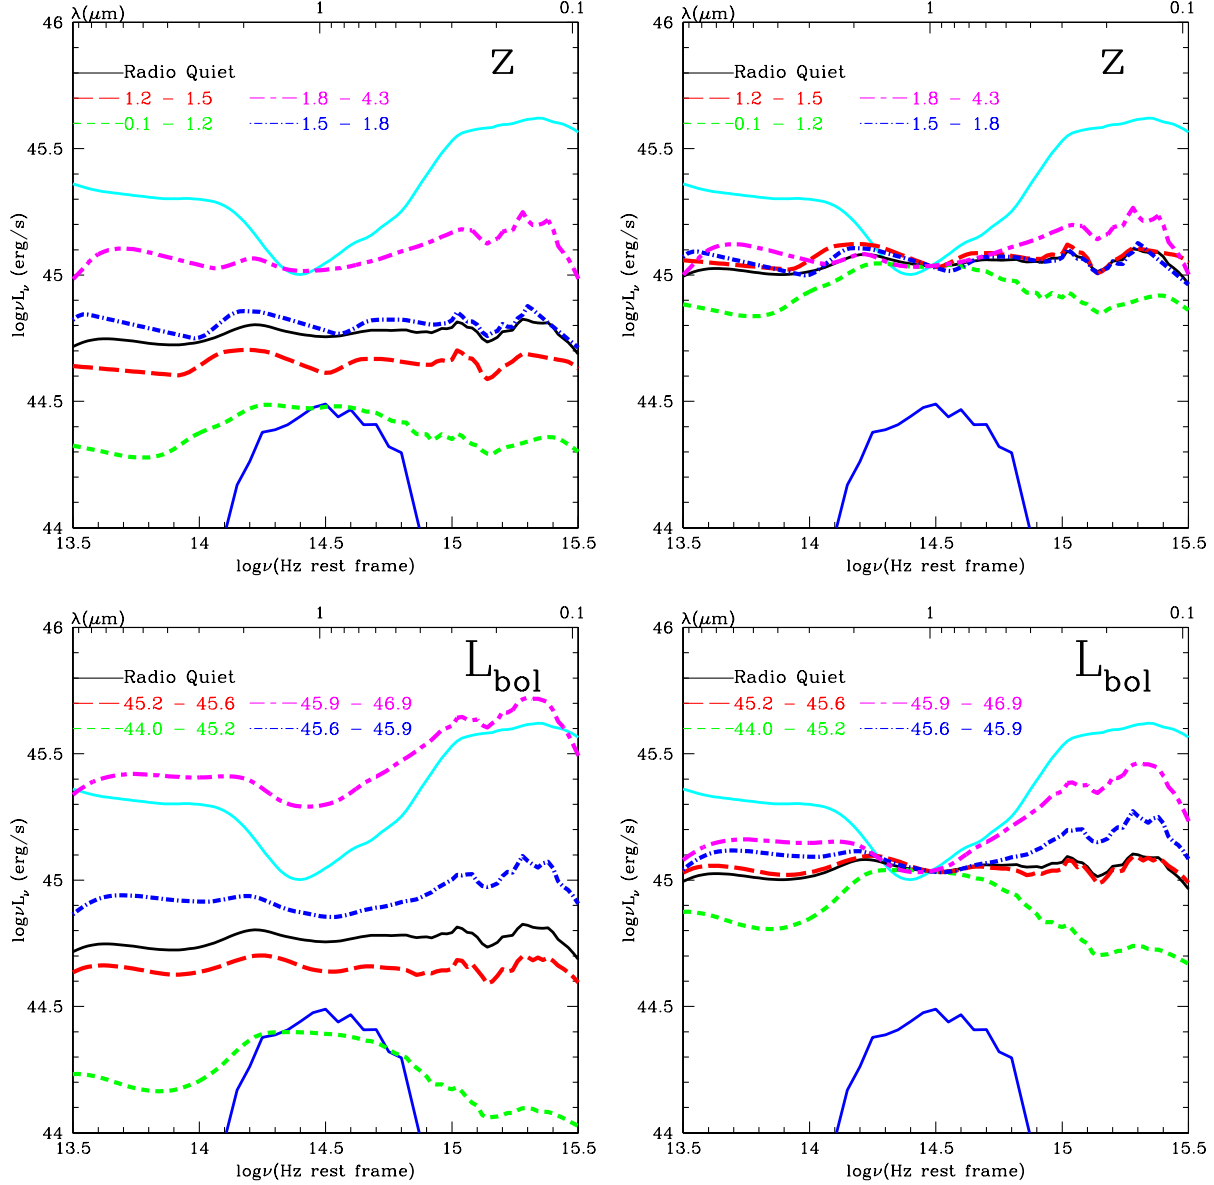 λ(μm) 1 0.1
46
z
Radio Quiet
1.2 − 1.5 1.8 − 4.3
0.1 − 1.2 1.5 − 1.8
45.5
logνLν (erg/s)
45
44.5
44
13.5 14 14.5 15 15.5
logν(Hz rest frame)
λ(μm) 1 0.1
46
z
Radio Quiet
1.2 − 1.5 1.8 − 4.3
0.1 − 1.2 1.5 − 1.8
45.5
logνLν (erg/s)
45
44.5
44
13.5 14 14.5 15 15.5
logν(Hz rest frame)
λ(μm) 1 0.1
46
Lbol
Radio Quiet
45.2 − 45.6 45.9 − 46.9
44.0 − 45.2 45.6 − 45.9
45.5
logνLν (erg/s)
45
44.5
44
13.5 14 14.5 15 15.5
logν(Hz rest frame)
λ(μm) 1 0.1
46
Lbol
Radio Quiet
45.2 − 45.6 45.9 − 46.9
44.0 − 45.2 45.6 − 45.9
45.5
logνLν (erg/s)
45
44.5
44
13.5 14 14.5 15 15.5
logν(Hz rest frame)